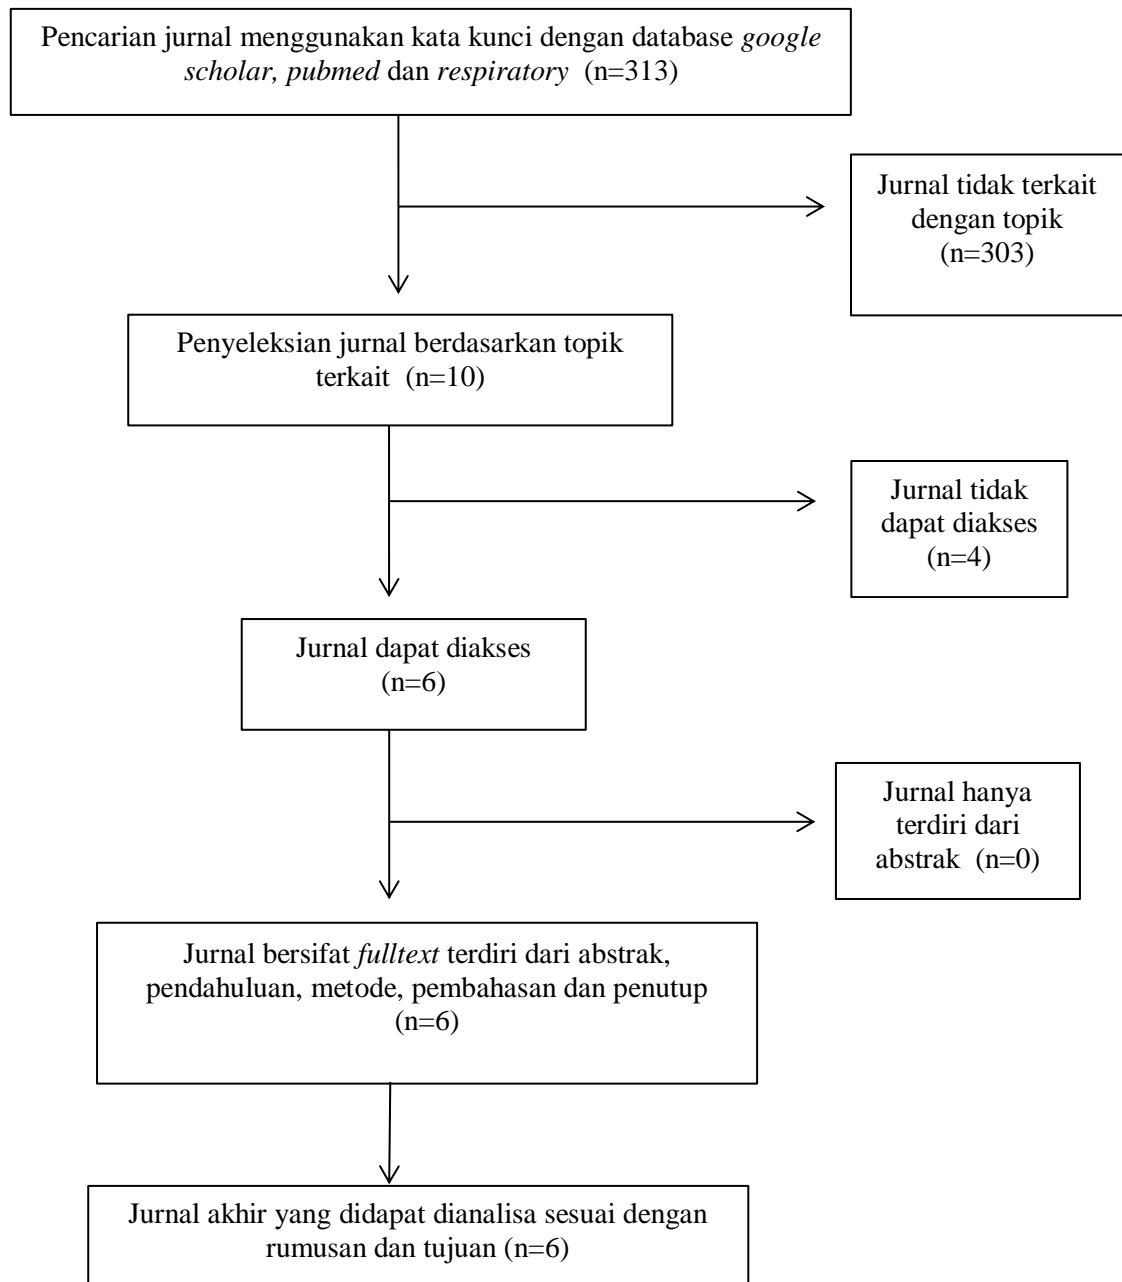 Pencarian jurnal menggunakan kata kunci dengan database google
scholar, pubmed dan respiratory (n=313)
Jurnal tidak terkait
dengan topik
(n=303)
Penyeleksian jurnal berdasarkan topik
terkait (n=10)
Jurnal tidak
dapat diakses
(n=4)
Jurnal dapat diakses
(n=6)
Jurnal hanya
terdiri dari
abstrak (n=0)
Jurnal bersifat fulltext terdiri dari abstrak,
pendahuluan, metode, pembahasan dan penutup
(n=6)
Jurnal akhir yang didapat dianalisa sesuai dengan
rumusan dan tujuan (n=6)